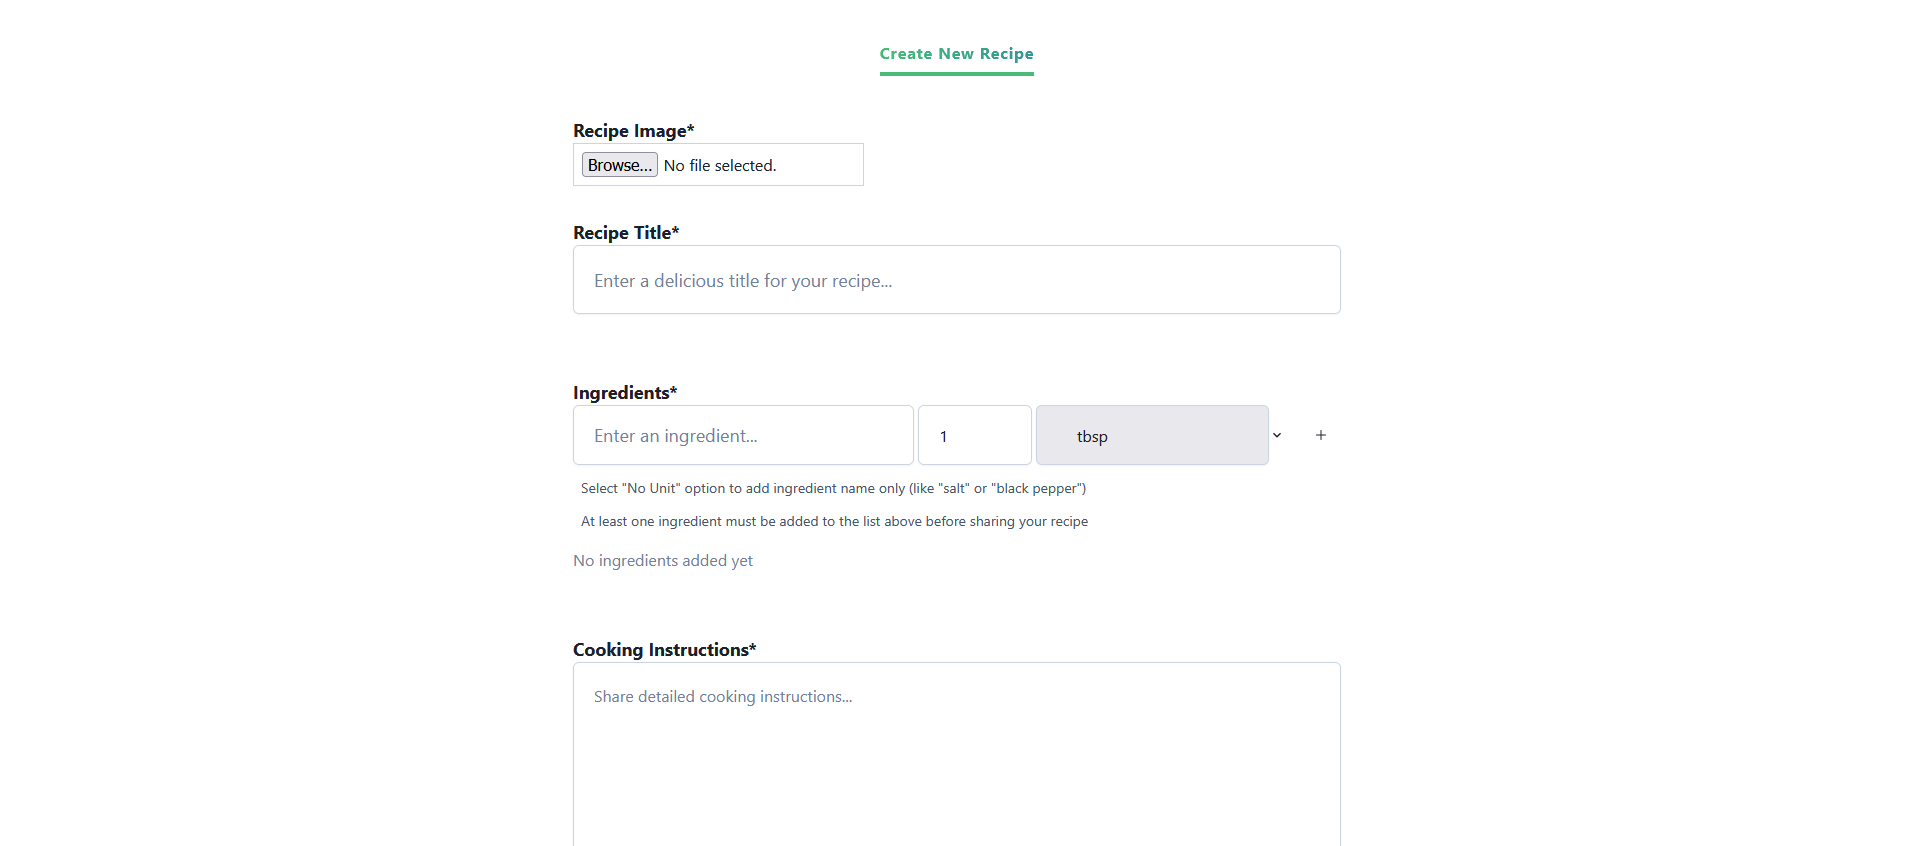 Create New Recipe
Recipe Image*
Browse... No file selected.
Recipe Title*
Enter a delicious title for your recipe...
Ingredients*
Enter an ingredient... 1 tbsp +
Select "No Unit" option to add ingredient name only (like "salt" or "black pepper")
At least one ingredient must be added to the list above before sharing your recipe
No ingredients added yet
Cooking Instructions*
Share detailed cooking instructions...